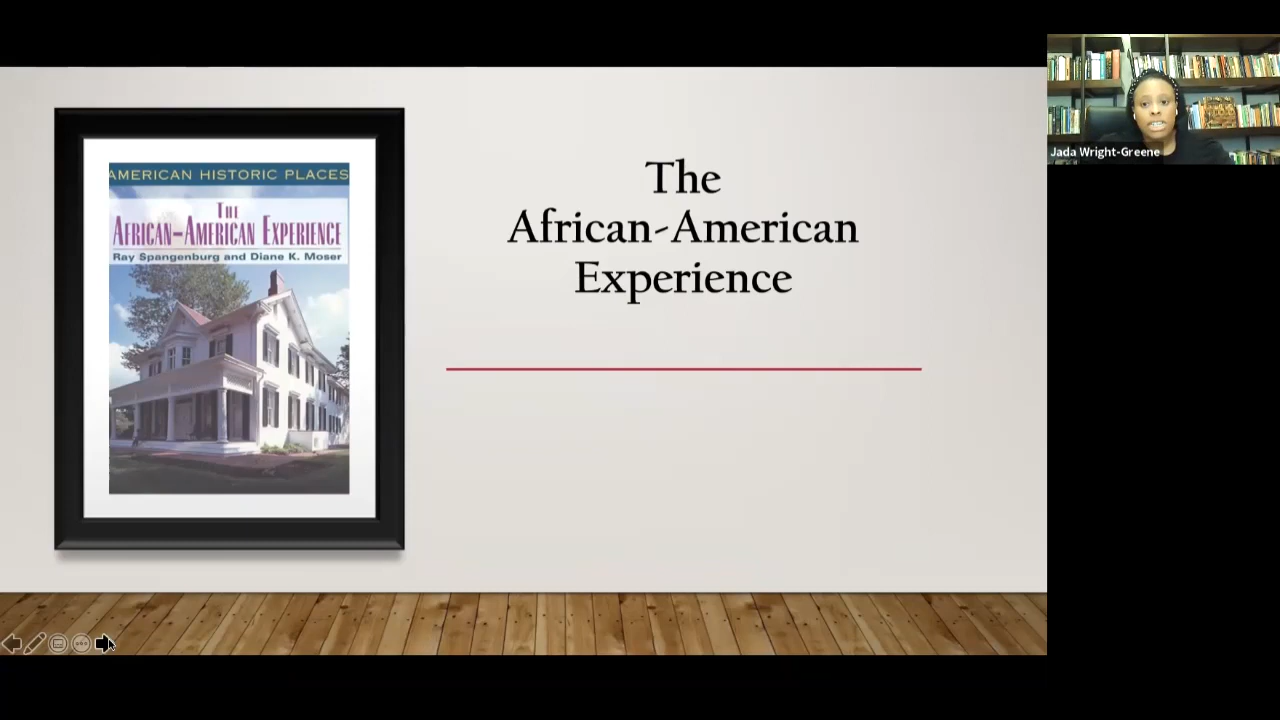 AMERICAN HISTORIC PLACES
THE
AFRICAN-AMERICAN EXPERIENCE
Ray Spangenburg and Diane K. Moser
The
African-American
Experience
Jada Wright-Greene